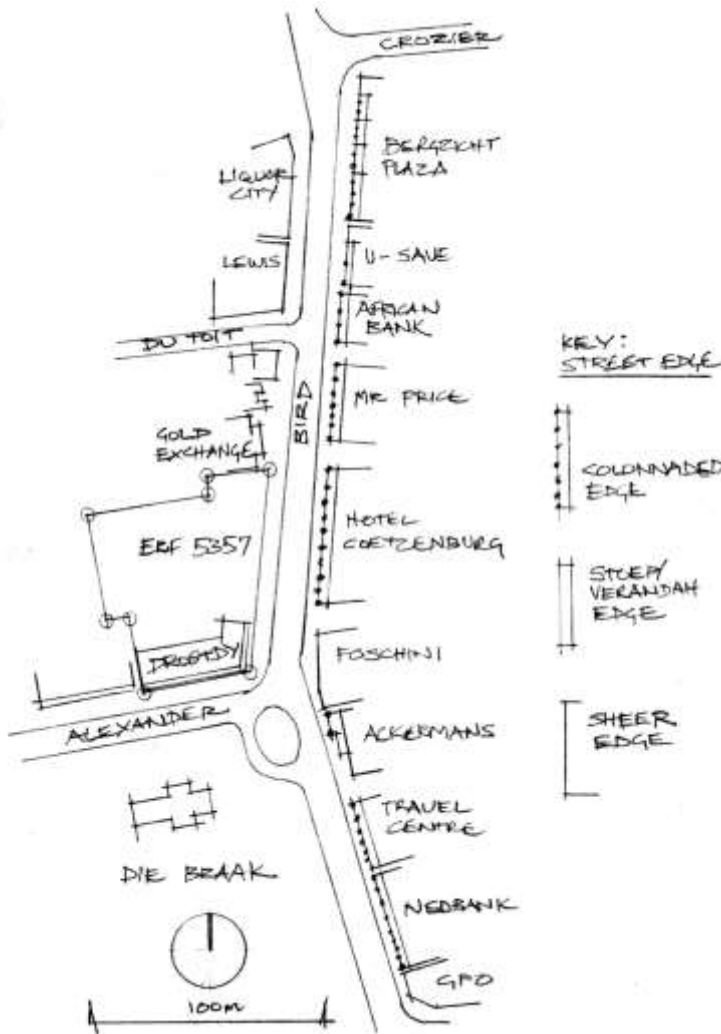 CROZIER
BERGZICHT
PLAZA
LIQUOR
CITY
LEWIS
U-SAVE
AFRICAN
BANK
DU TOIT
KEY:
STREET EDGE
BIRD
MR PRICE
GOLD
EXCHANGE
COLONNADED
EDGE
ERF 5357
HOTEL
COETZENBURG
STOEP/
VERANDAH
EDGE
DROSTDY
FOSCHINI
ALEXANDER
ACKERMANS
SHEER
EDGE
TRAVEL
CENTRE
DIE BRAAK
NEDBANK
GPO
100m